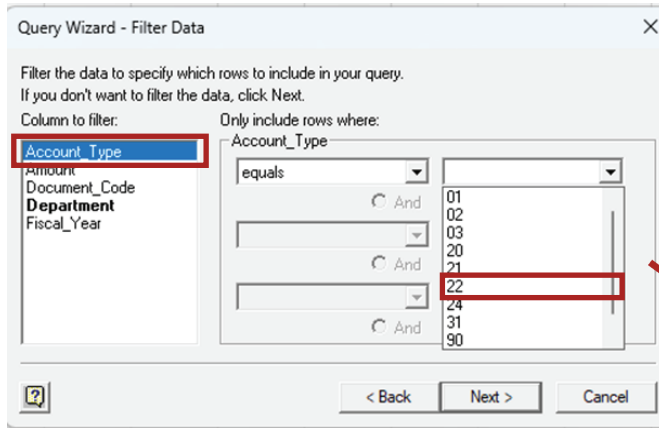 Query Wizard - Filter Data
Filter the data to specify which rows to include in your query.
If you don't want to filter the data, click Next.
Column to filter:
Account_Type
Amount
Document_Code
Department
Fiscal_Year
Only include rows where:
Account_Type
equals
And
And
And
01
02
03
20
21
22
24
31
90
< Back
Next >
Cancel